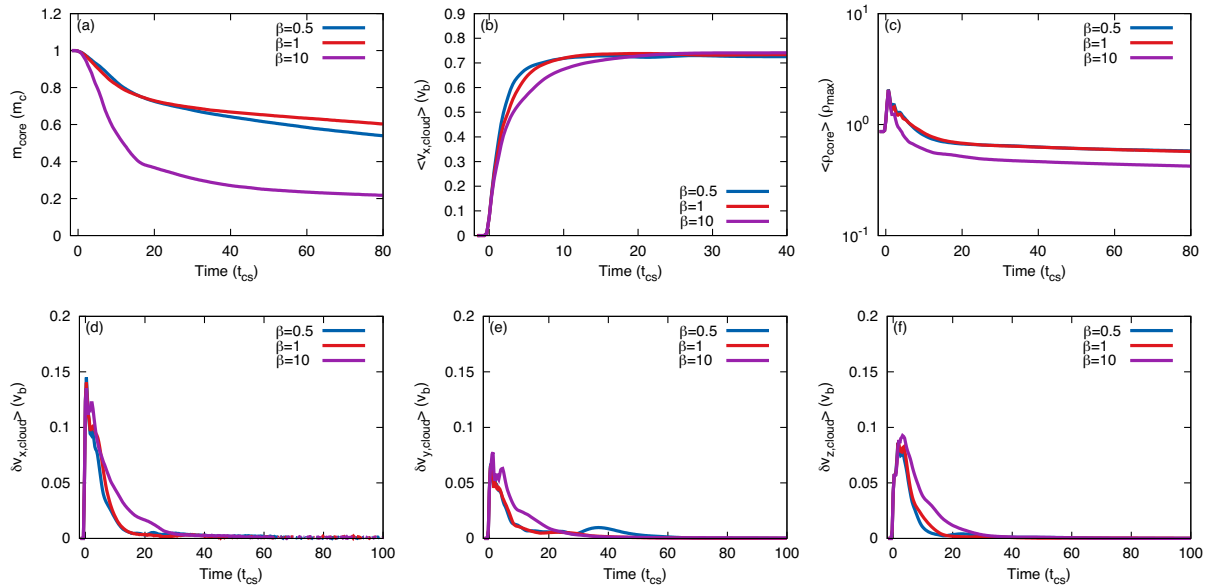 (a)
β=0.5
β=1
β=10
1.2
1
0.8
0.6
0.4
0.2
0
m_core (m_c)
0 20 40 60 80
Time (t_cs)
(b)
β=0.5
β=1
β=10
0.9
0.8
0.7
0.6
0.5
0.4
0.3
0.2
0.1
0
<v_x,cloud> (v_b)
0 10 20 30 40
Time (t_cs)
(c)
β=0.5
β=1
β=10
10^1
10^0
10^-1
<ρ_core> (ρ_max)
0 20 40 60 80
Time (t_cs)
(d)
β=0.5
β=1
β=10
0.2
0.15
0.1
0.05
0
δv_x,cloud> (v_b)
0 20 40 60 80 100
Time (t_cs)
(e)
β=0.5
β=1
β=10
0.2
0.15
0.1
0.05
0
δv_y,cloud> (v_b)
0 20 40 60 80 100
Time (t_cs)
(f)
β=0.5
β=1
β=10
0.2
0.15
0.1
0.05
0
δv_z,cloud> (v_b)
0 20 40 60 80 100
Time (t_cs)